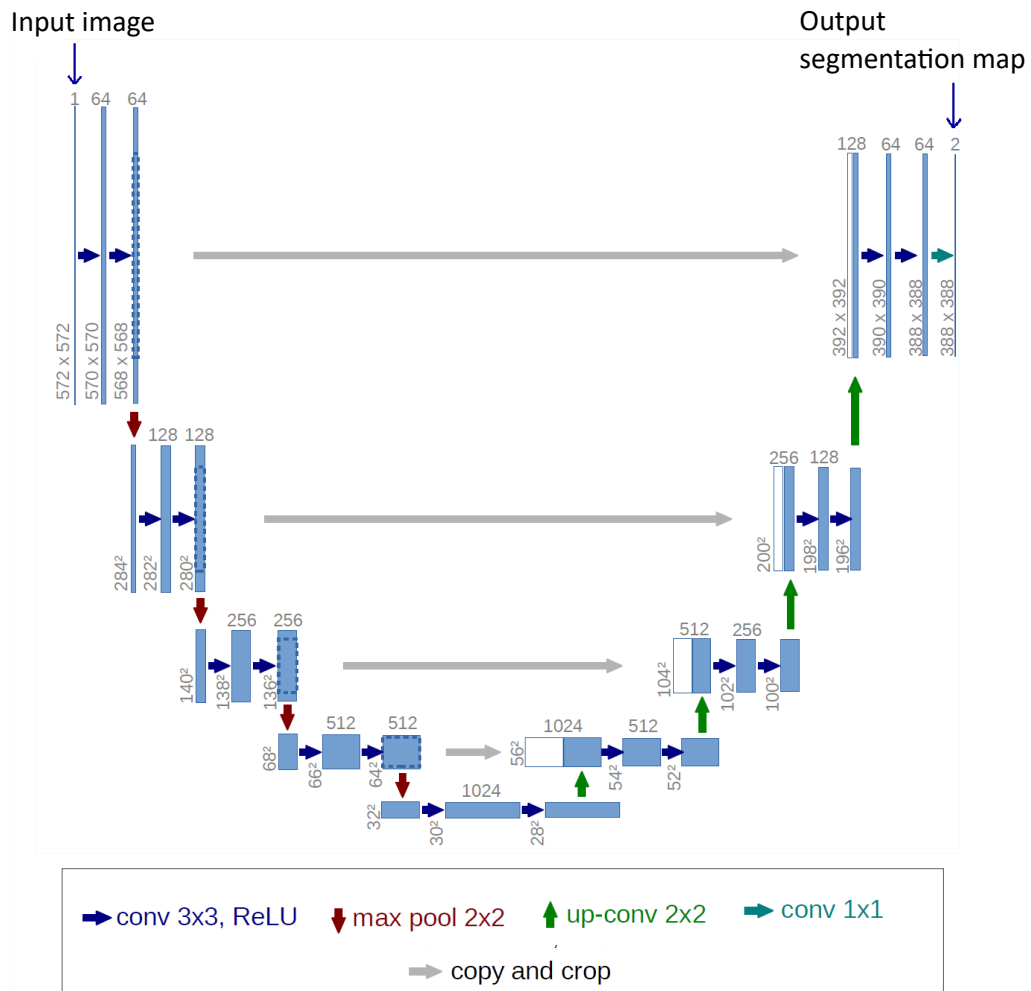 Input image
Output
segmentation map
1 64 64
572 x 572
570 x 570
568 x 568
128 64 64 2
392 x 392
390 x 390
388 x 388
388 x 388
128 128
284²
282²
280²
256 128
200²
198²
196²
256 256
140²
138²
136²
512 256
104²
102²
100²
512 512
68²
66²
64²
1024 512
56²
54²
52²
1024
32²
30²
28²
conv 3x3, ReLU
max pool 2x2
up-conv 2x2
conv 1x1
copy and crop